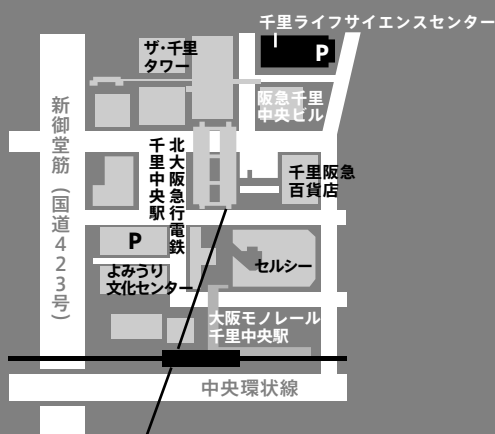 千里ライフサイエンスセンター
P
ザ・千里
タワー
阪急千里
中央ビル
新御堂筋（国道423号）
北大阪急行電鉄
千里中央駅
千里阪急
百貨店
P
よみうり
文化センター
セルシー
大阪モノレール
千里中央駅
中央環状線